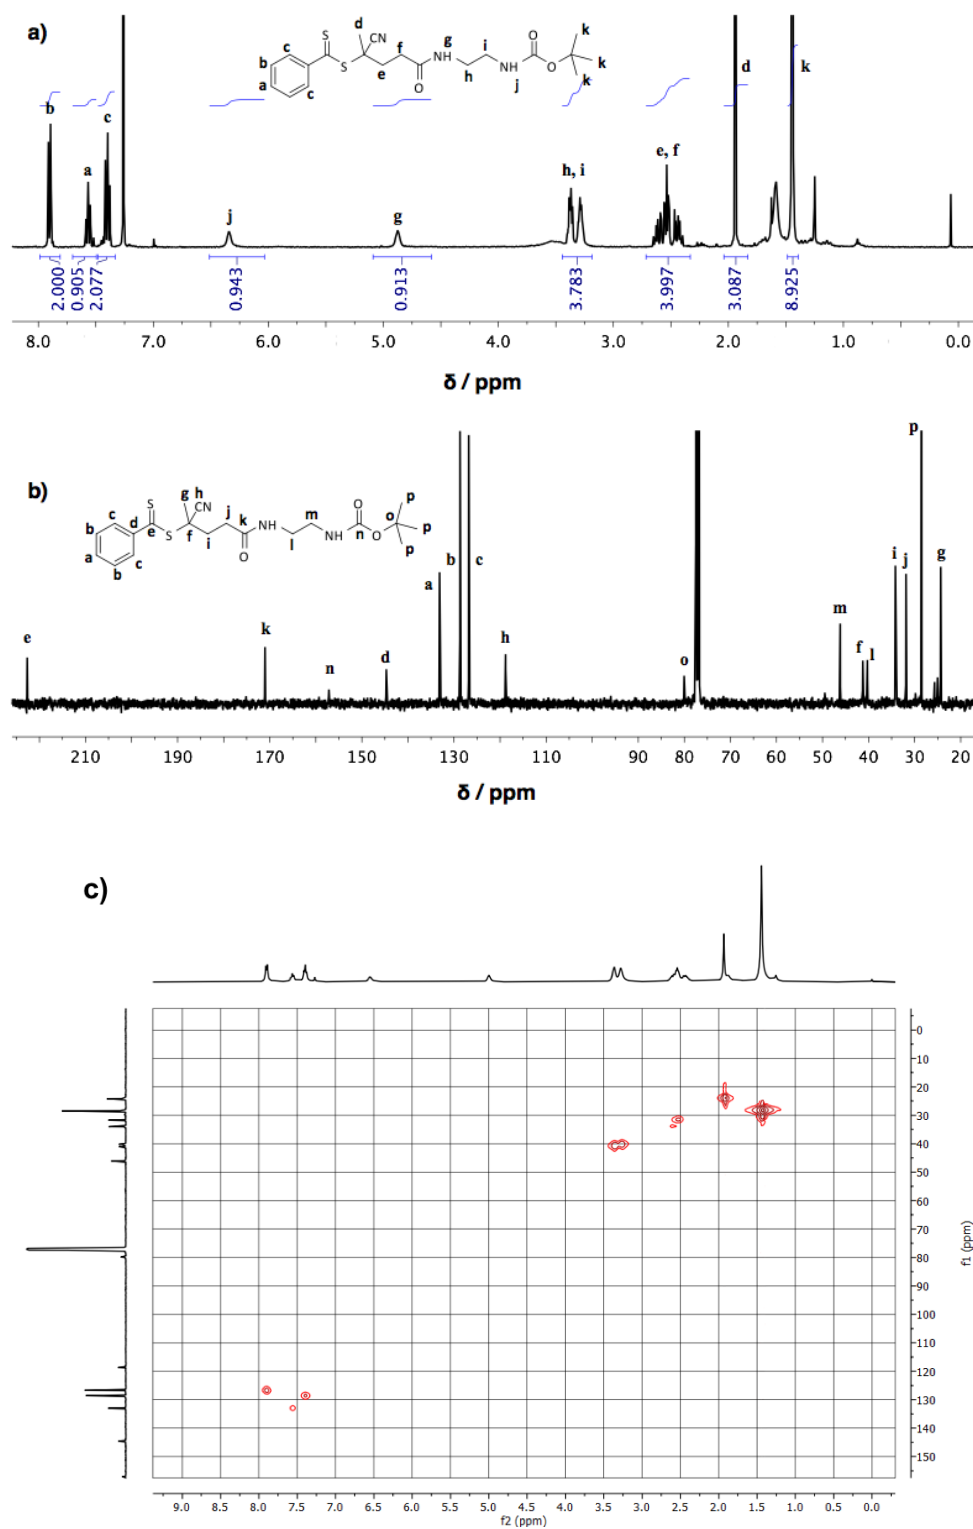 a)
d k
S CN g i O
c f NH O k
b S e O h NH k
a c j
b
b c d k
a e, f
h, i
j g
2.000 0.905 2.077 0.943 0.913 3.783 3.997 3.087 8.925
8.0 7.0 6.0 5.0 4.0 3.0 2.0 1.0 0.0
δ / ppm
b)
g h p
S CN j m O
c d e k NH n o p
b S f i O l NH O p
a c
b
p
b c i j g
a
m
e k h f l
n d o
210 190 170 150 130 110 90 80 70 60 50 40 30 20
δ / ppm
c)
0
10
20
30
40
50
60
70
80
90
100
110
120
130
140
150
f1 (ppm)
9.0 8.5 8.0 7.5 7.0 6.5 6.0 5.5 5.0 4.5 4.0 3.5 3.0 2.5 2.0 1.5 1.0 0.5 0.0
f2 (ppm)